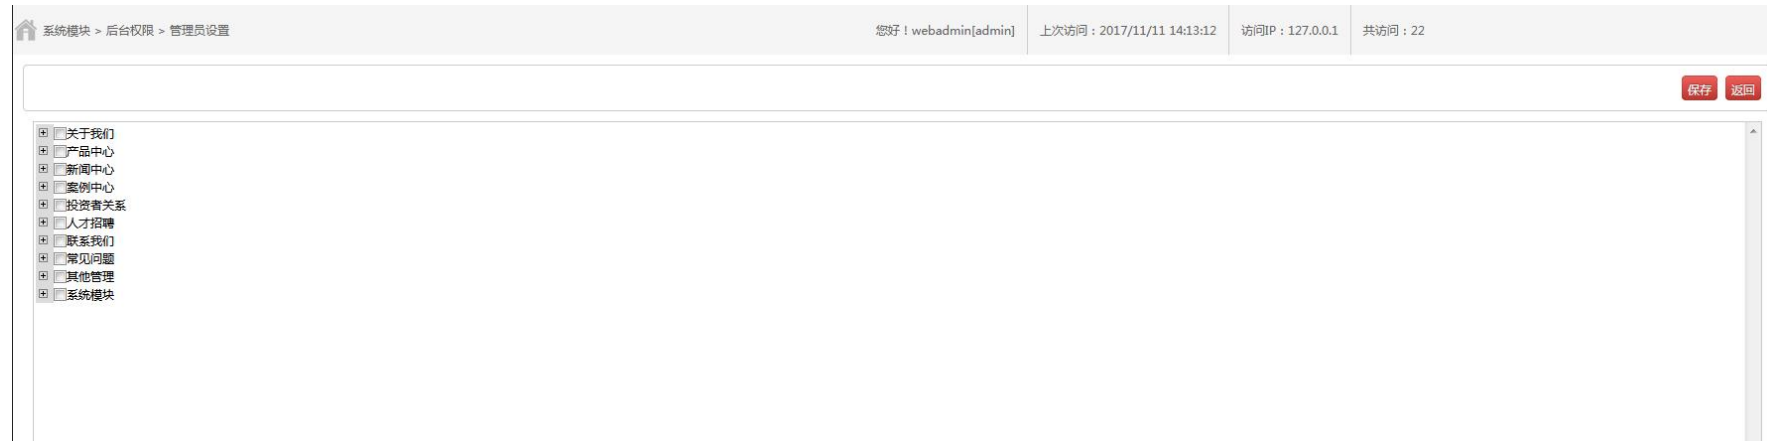 系统模块 > 后台权限 > 管理员设置 您好！webadmin[admin] 上次访问：2017/11/11 14:13:12 访问IP：127.0.0.1 共访问：22
保存 返回
关于我们
产品中心
新闻中心
案例中心
投资者关系
人才招聘
联系我们
常见问题
其他管理
系统模块